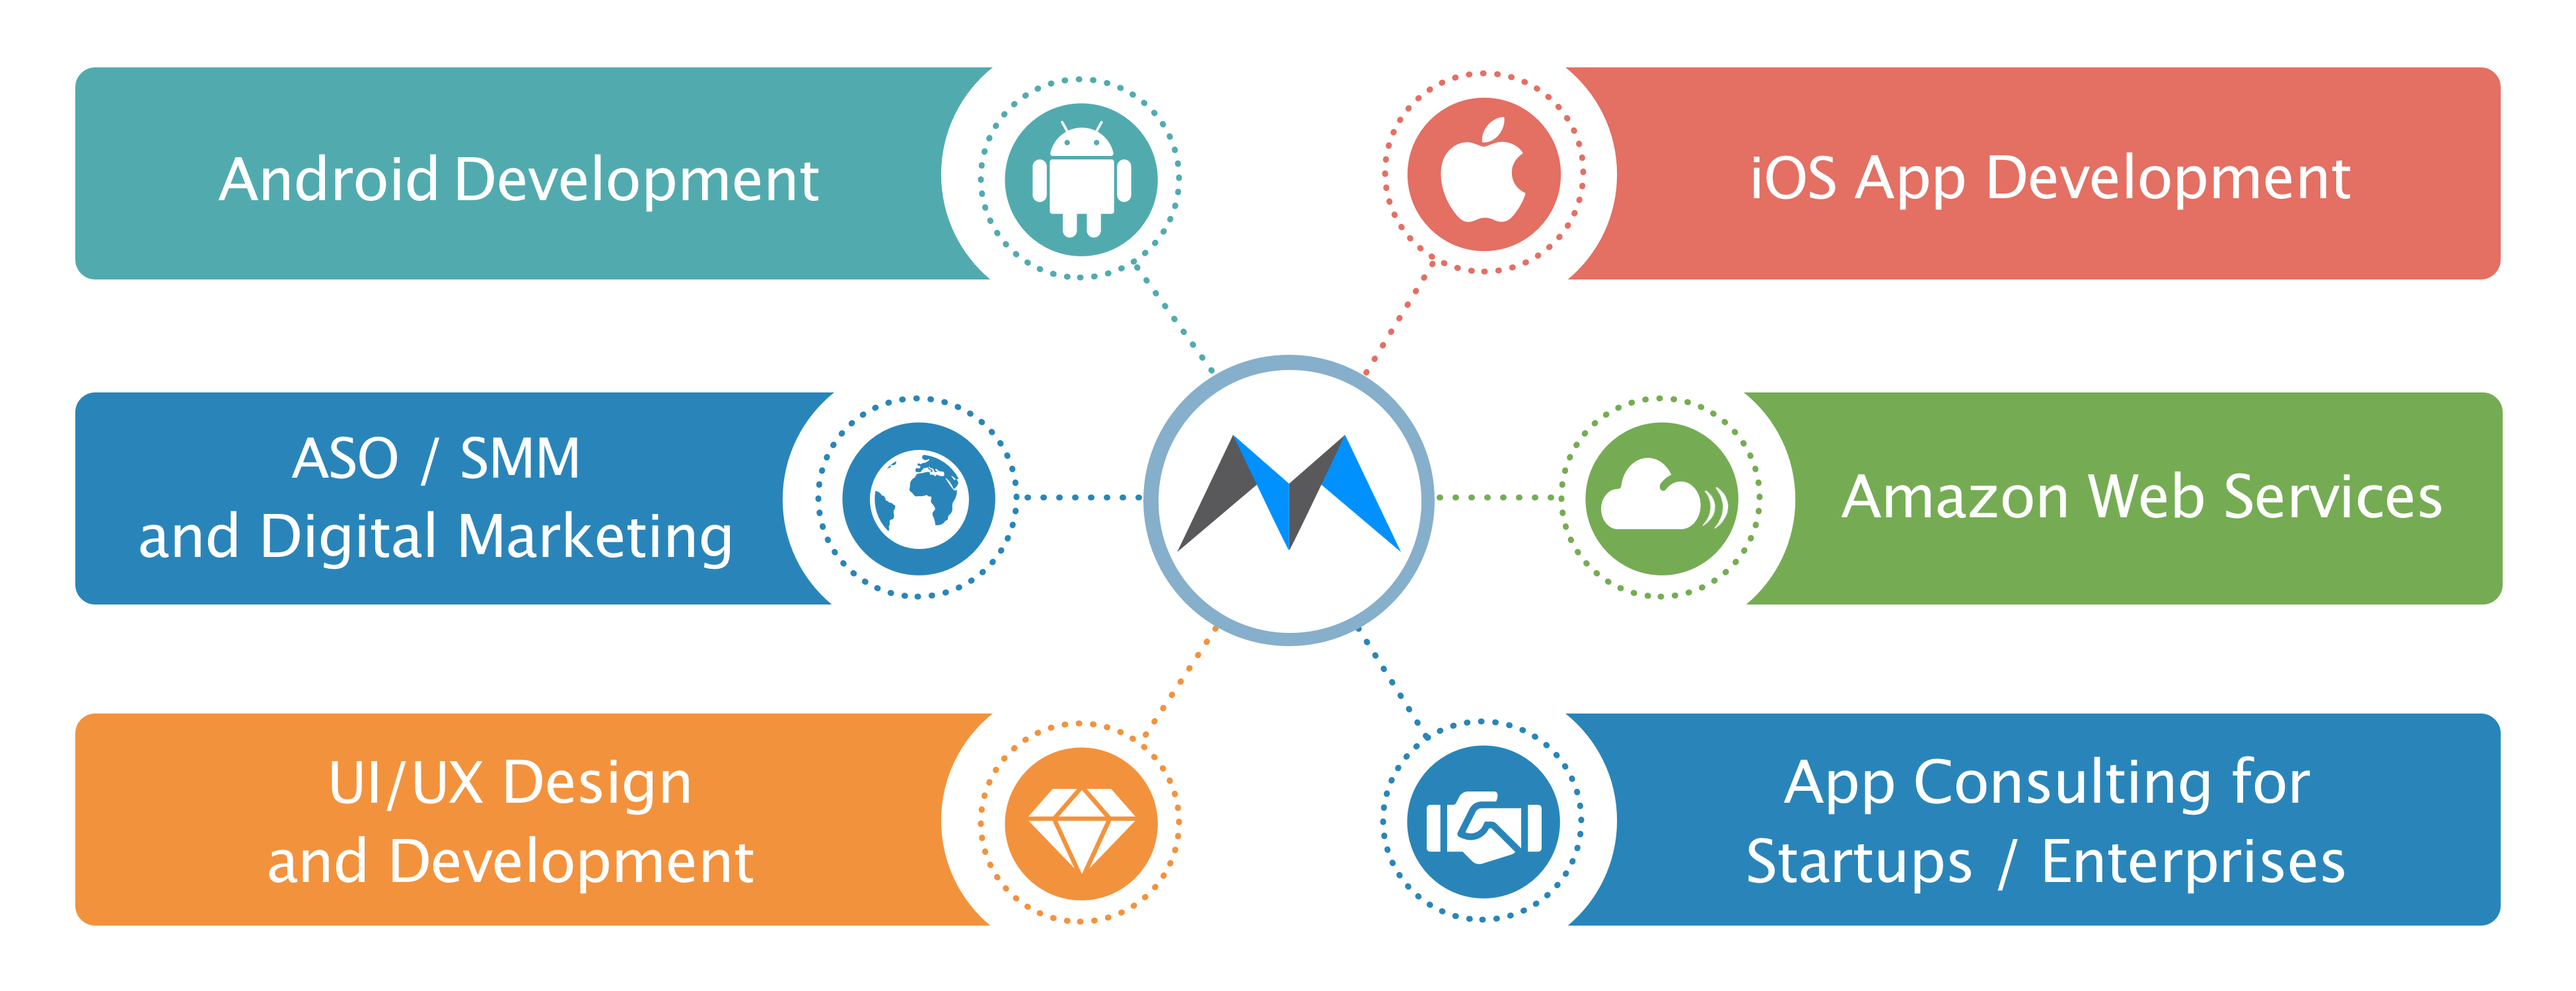 Android Development
iOS App Development
ASO / SMM
and Digital Marketing
Amazon Web Services
UI/UX Design
and Development
App Consulting for
Startups / Enterprises